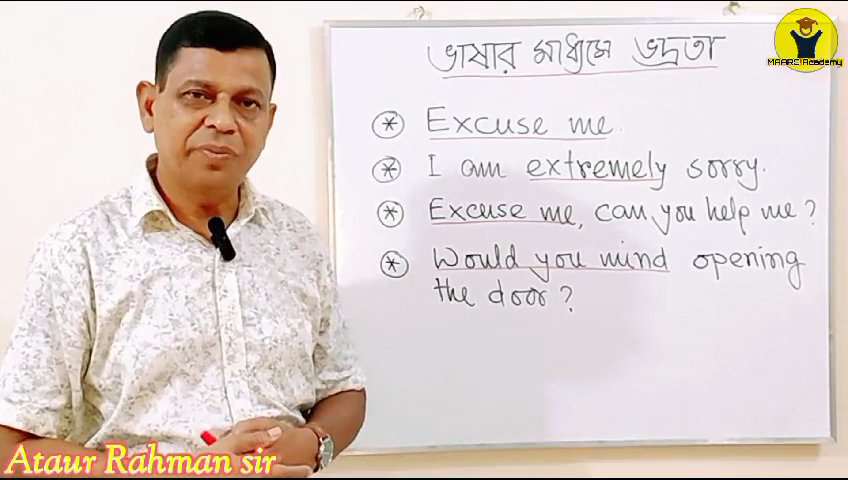 ভাষার মাধ্যমে ভদ্রতা
MAARC Academy
* Excuse me.
* I am extremely sorry.
* Excuse me, can you help me?
* Would you mind opening
the door?
Ataur Rahman sir